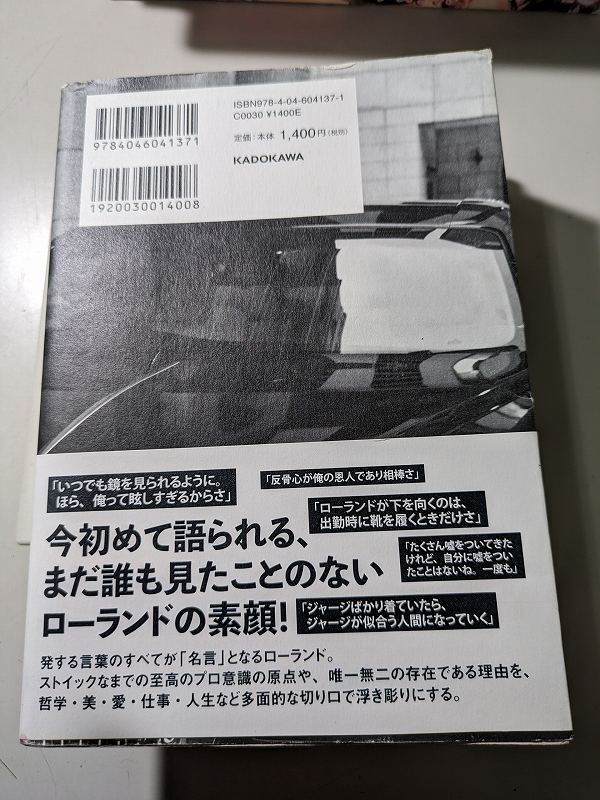 ISBN978-4-04-604137-1
C0030 ¥1400E
定価:本体1,400円(税別)
KADOKAWA
9784046041371
1920030014008
「いつでも鏡を見られるように。
ほら、俺って眩しすぎるからさ」
「反骨心が俺の恩人であり相棒さ」
「ローランドが下を向くのは、
出勤時に靴を履くときだけさ」
今初めて語られる、
まだ誰も見たことのない
ローランドの素顔!
「たくさん嘘をついてきた
けれど、自分に嘘をつい
たことはないね。一度も」
「ジャージばかり着ていたら、
ジャージが似合う人間になっていく」
発する言葉のすべてが「名言」となるローランド。
ストイックなまでの至高のプロ意識の原点や、唯一無二の存在である理由を、
哲学・美・愛・仕事・人生など多面的な切り口で浮き彫りにする。